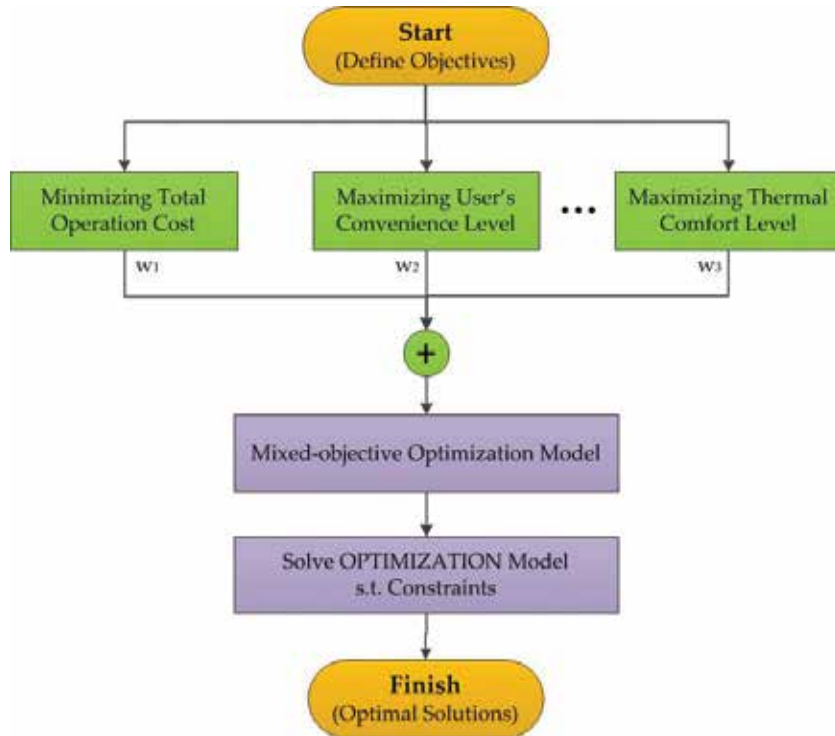 Start
(Define Objectives)
Minimizing Total
Operation Cost
Maximizing User's
Convenience Level
•••
Maximizing Thermal
Comfort Level
w1
w2
w3
+
Mixed-objective Optimization Model
Solve OPTIMIZATION Model
s.t. Constraints
Finish
(Optimal Solutions)